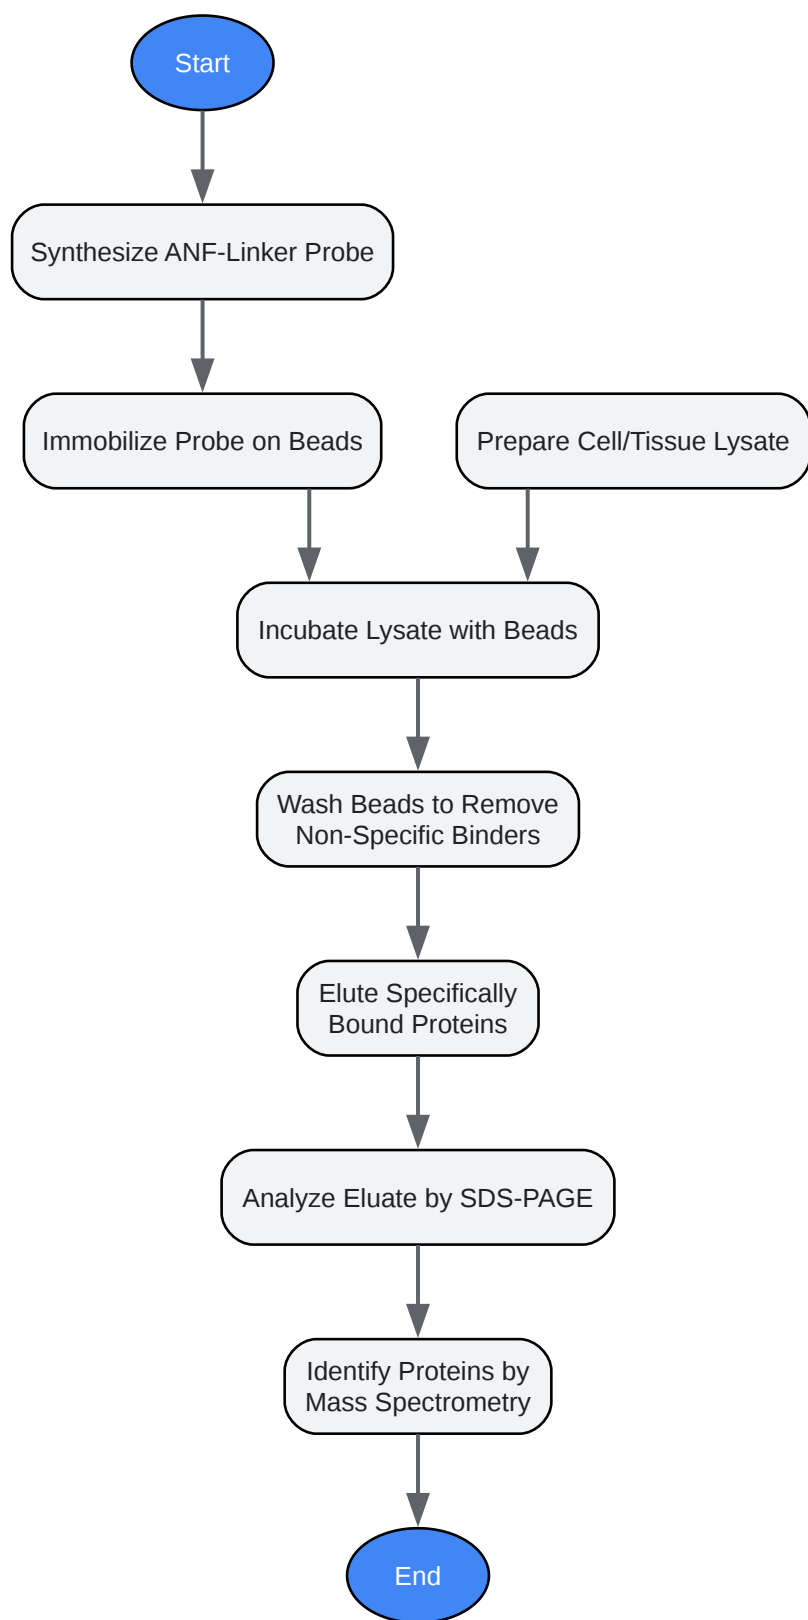 Start
Synthesize ANF-Linker Probe
Immobilize Probe on Beads
Prepare Cell/Tissue Lysate
Incubate Lysate with Beads
Wash Beads to Remove
Non-Specific Binders
Elute Specifically
Bound Proteins
Analyze Eluate by SDS-PAGE
Identify Proteins by
Mass Spectrometry
End